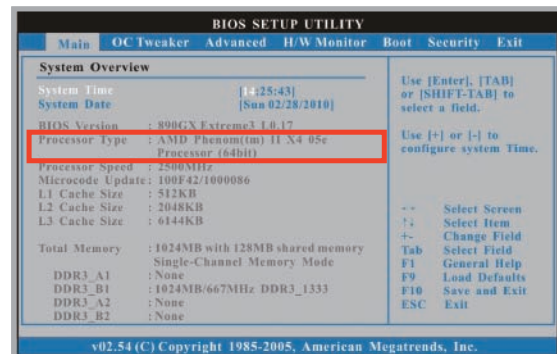 BIOS SETUP UTILITY
Main OC Tweaker Advanced H/W Monitor Boot Security Exit
System Overview
System Time [14:25:43]
System Date [Sun 02/28/2010]
BIOS Version : 890GX Extreme3 L0.17
Processor Type : AMD Phenom(tm) II X4 05e
Processor (64bit)
Processor Speed : 2500MHz
Microcode Update : 100F42/1000086
L1 Cache Size : 512KB
L2 Cache Size : 2048KB
L3 Cache Size : 6144KB
Total Memory : 1024MB with 128MB shared memory
Single-Channel Memory Mode
DDR3_A1 : None
DDR3_B1 : 1024MB/667MHz DDR3_1333
DDR3_A2 : None
DDR3_B2 : None
Use [Enter], [TAB]
or [SHIFT-TAB] to
select a field.
Use [+] or [-] to
configure system Time.
↔ Select Screen
↑↓ Select Item
+- Change Field
Tab Select Field
F1 General Help
F9 Load Defaults
F10 Save and Exit
ESC Exit
v02.54 (C) Copyright 1985-2005, American Megatrends, Inc.